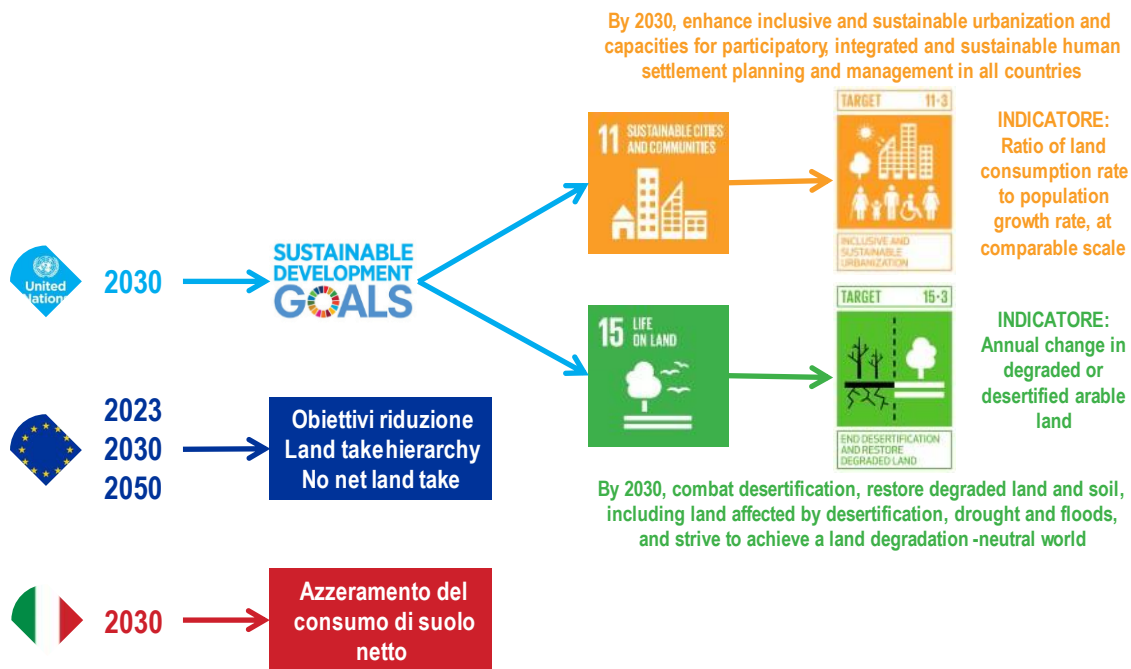 By 2030, enhance inclusive and sustainable urbanization and
capacities for participatory, integrated and sustainable human
settlement planning and management in all countries
TARGET 11·3
11 SUSTAINABLE CITIES
AND COMMUNITIES
INCLUSIVE AND
SUSTAINABLE
URBANIZATION
INDICATORE:
Ratio of land
consumption rate
to population
growth rate, at
comparable scale
United
Nations
2030
SUSTAINABLE
DEVELOPMENT
GOALS
TARGET 15·3
15 LIFE
ON LAND
END DESERTIFICATION
AND RESTORE
DEGRADED LAND
INDICATORE:
Annual change in
degraded or
desertified arable
land
2023
2030
2050
Obiettivi riduzione
Land take hierarchy
No net land take
By 2030, combat desertification, restore degraded land and soil,
including land affected by desertification, drought and floods,
and strive to achieve a land degradation -neutral world
2030
Azzeramento del
consumo di suolo
netto